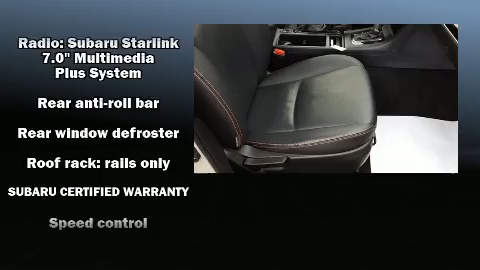 Radio: Subaru Starlink
7.0" Multimedia
Plus System
Rear anti-roll bar
Rear window defroster
Roof rack: rails only
SUBARU CERTIFIED WARRANTY
Speed control